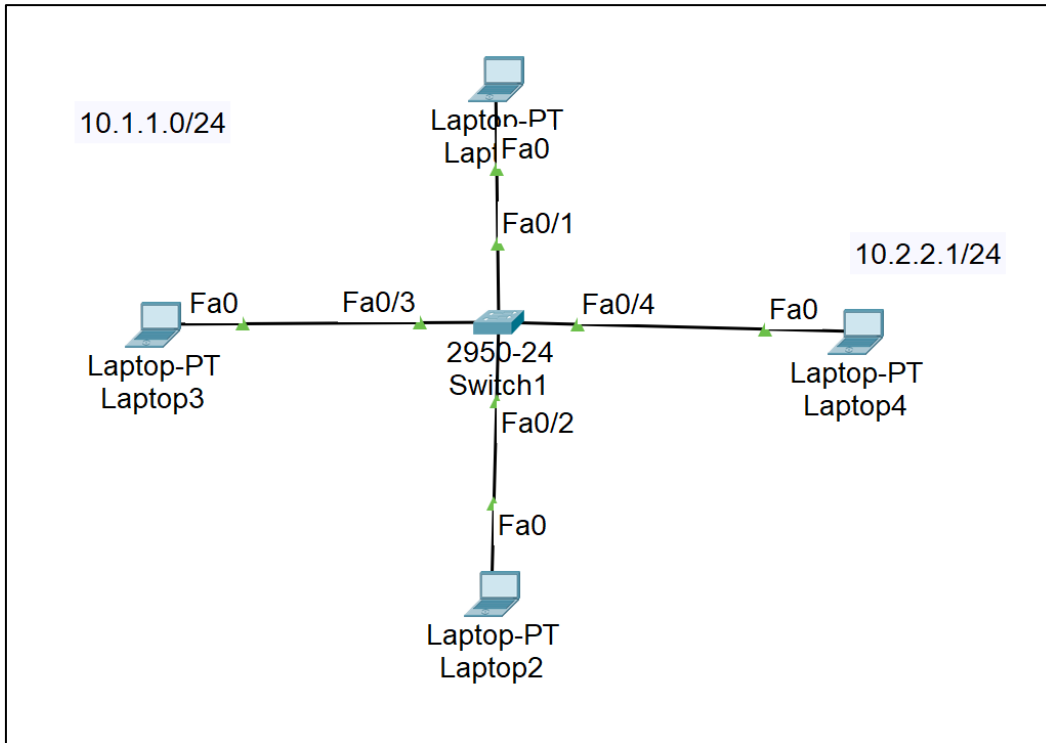 Laptop-PT
10.1.1.0/24
Fa0
Fa0/1
10.2.2.1/24
Fa0
Fa0/3
Fa0/4
Fa0
2950-24
Switch1
Laptop-PT
Laptop3
Laptop-PT
Laptop4
Fa0/2
Fa0
Laptop-PT
Laptop2